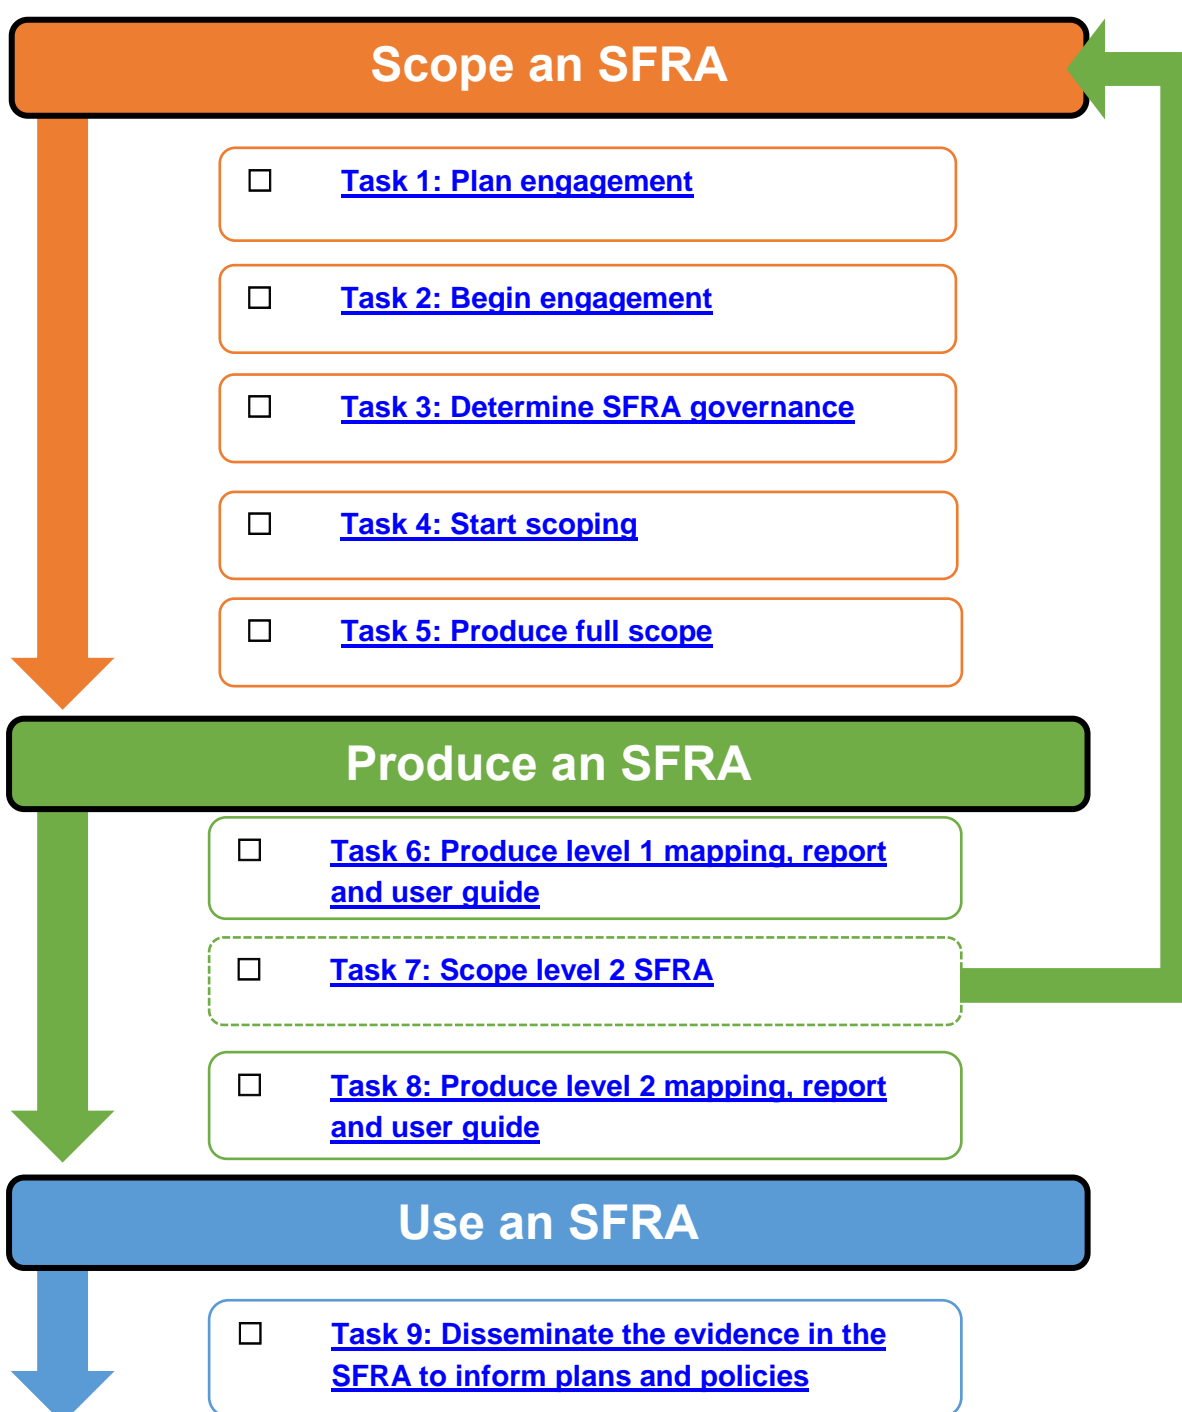 Scope an SFRA
☐ Task 1: Plan engagement
☐ Task 2: Begin engagement
☐ Task 3: Determine SFRA governance
☐ Task 4: Start scoping
☐ Task 5: Produce full scope
Produce an SFRA
☐ Task 6: Produce level 1 mapping, report
and user guide
☐ Task 7: Scope level 2 SFRA
☐ Task 8: Produce level 2 mapping, report
and user guide
Use an SFRA
☐ Task 9: Disseminate the evidence in the
SFRA to inform plans and policies